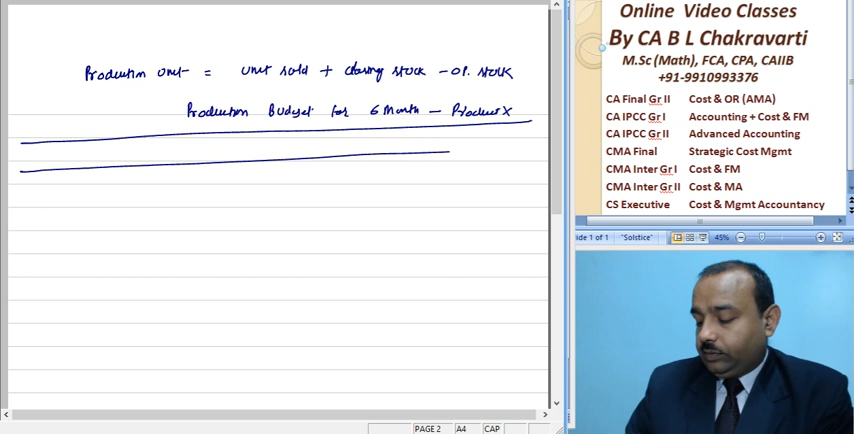 Production unit = unit sold + closing stock - OP. stock
Production Budget for 6 Month - Product X
Online Video Classes
By CA B L Chakravarti
M.Sc (Math), FCA, CPA, CAIIB
+91-9910993376
CA Final Gr II Cost & OR (AMA)
CA IPCC Gr I Accounting + Cost & FM
CA IPCC Gr II Advanced Accounting
CMA Final Strategic Cost Mgmt
CMA Inter Gr I Cost & FM
CMA Inter Gr II Cost & MA
CS Executive Cost & Mgmt Accountancy
ide 1 of 1 "Solstice" 45%
PAGE 2 A4 CAP